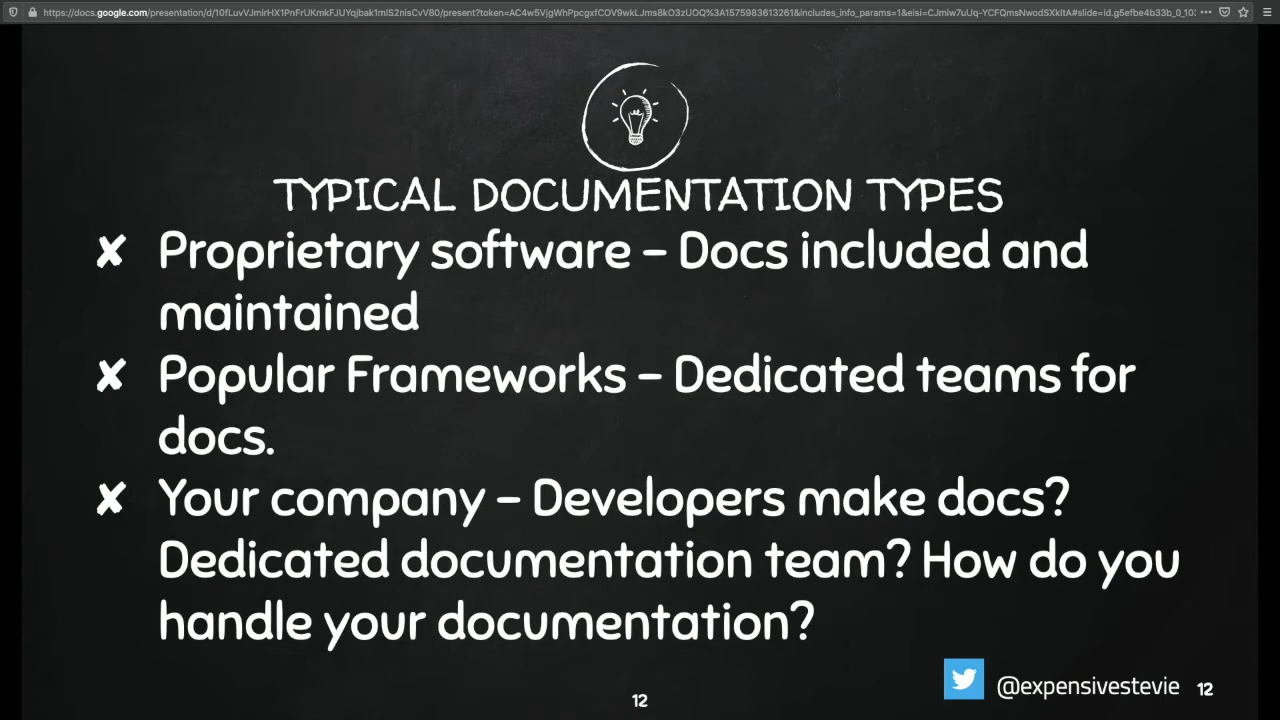 https://docs.google.com/presentation/d/10fLuvVJmirHX1PnFrUKmkFJUYqjbak1mlS2nisCvV80/present?token=AC4w5VjgWhPpcgxfCOV9wkLJms8kO3zUOQ%3A1575983613261&includes_info_params=1&eisi=CJmiw7uUq-YCFQmsNwodSXkItA#slide=id.g5efbe4b33b_0_10
TYPICAL DOCUMENTATION TYPES
✘ Proprietary software – Docs included and
maintained
✘ Popular Frameworks – Dedicated teams for
docs.
✘ Your company – Developers make docs?
Dedicated documentation team? How do you
handle your documentation?
@expensivestevie 12
12